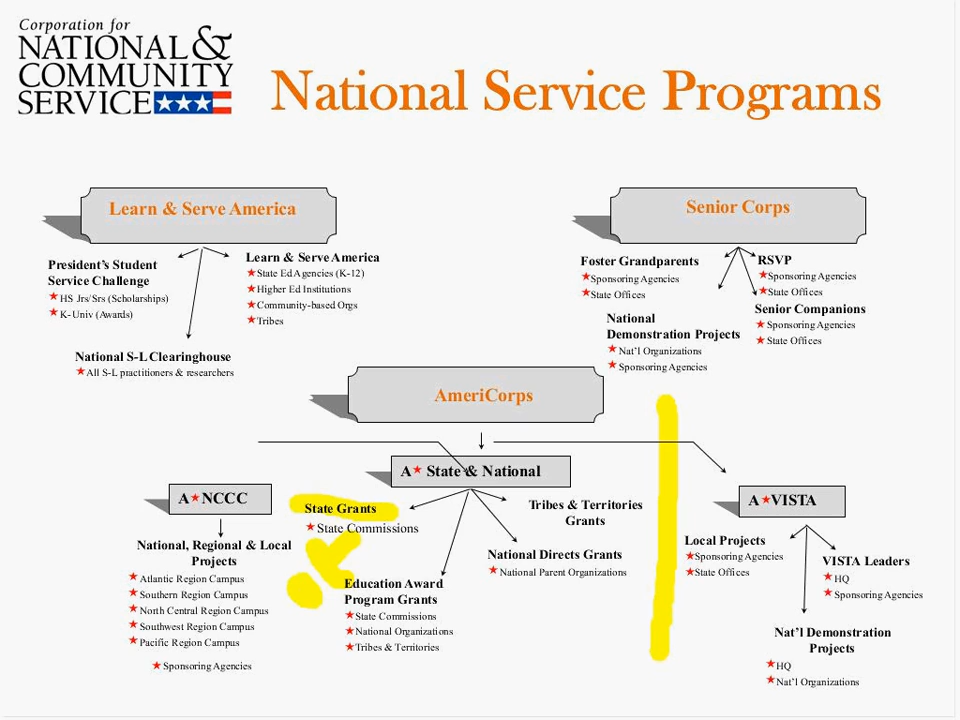 Corporation for
NATIONAL &
COMMUNITY
SERVICE
National Service Programs
Learn & Serve America
President's Student
Service Challenge
HS Jrs/Srs (Scholarships)
K-Univ (Awards)
Learn & Serve America
State Ed Agencies (K-12)
Higher Ed Institutions
Community-based Orgs
Tribes
National S-L Clearinghouse
All S-L practitioners & researchers
Senior Corps
Foster Grandparents
Sponsoring Agencies
State Offices
RSVP
Sponsoring Agencies
State Offices
National
Demonstration Projects
Nat'l Organizations
Sponsoring Agencies
Senior Companions
Sponsoring Agencies
State Offices
AmeriCorps
A★NCCC
National, Regional & Local
Projects
Atlantic Region Campus
Southern Region Campus
North Central Region Campus
Southwest Region Campus
Pacific Region Campus
Sponsoring Agencies
A★ State & National
State Grants
State Commissions
Education Award
Program Grants
State Commissions
National Organizations
Tribes & Territories
National Directs Grants
National Parent Organizations
Tribes & Territories
Grants
A★VISTA
Local Projects
Sponsoring Agencies
State Offices
VISTA Leaders
HQ
Sponsoring Agencies
Nat'l Demonstration
Projects
HQ
Nat'l Organizations